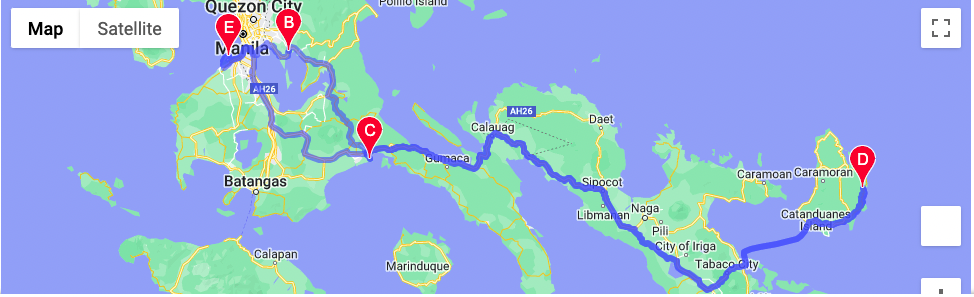 Polillo Island
Quezon City
Map
Satellite
E
B
Manila
AH26
AH26
C
Calauag
Daet
Gumaca
D
Batangas
Sipocot
Caramoan
Caramoran
Libmanan
Naga
Catanduanes
Island
Pili
City of Iriga
Calapan
Marinduque
Tabaco City